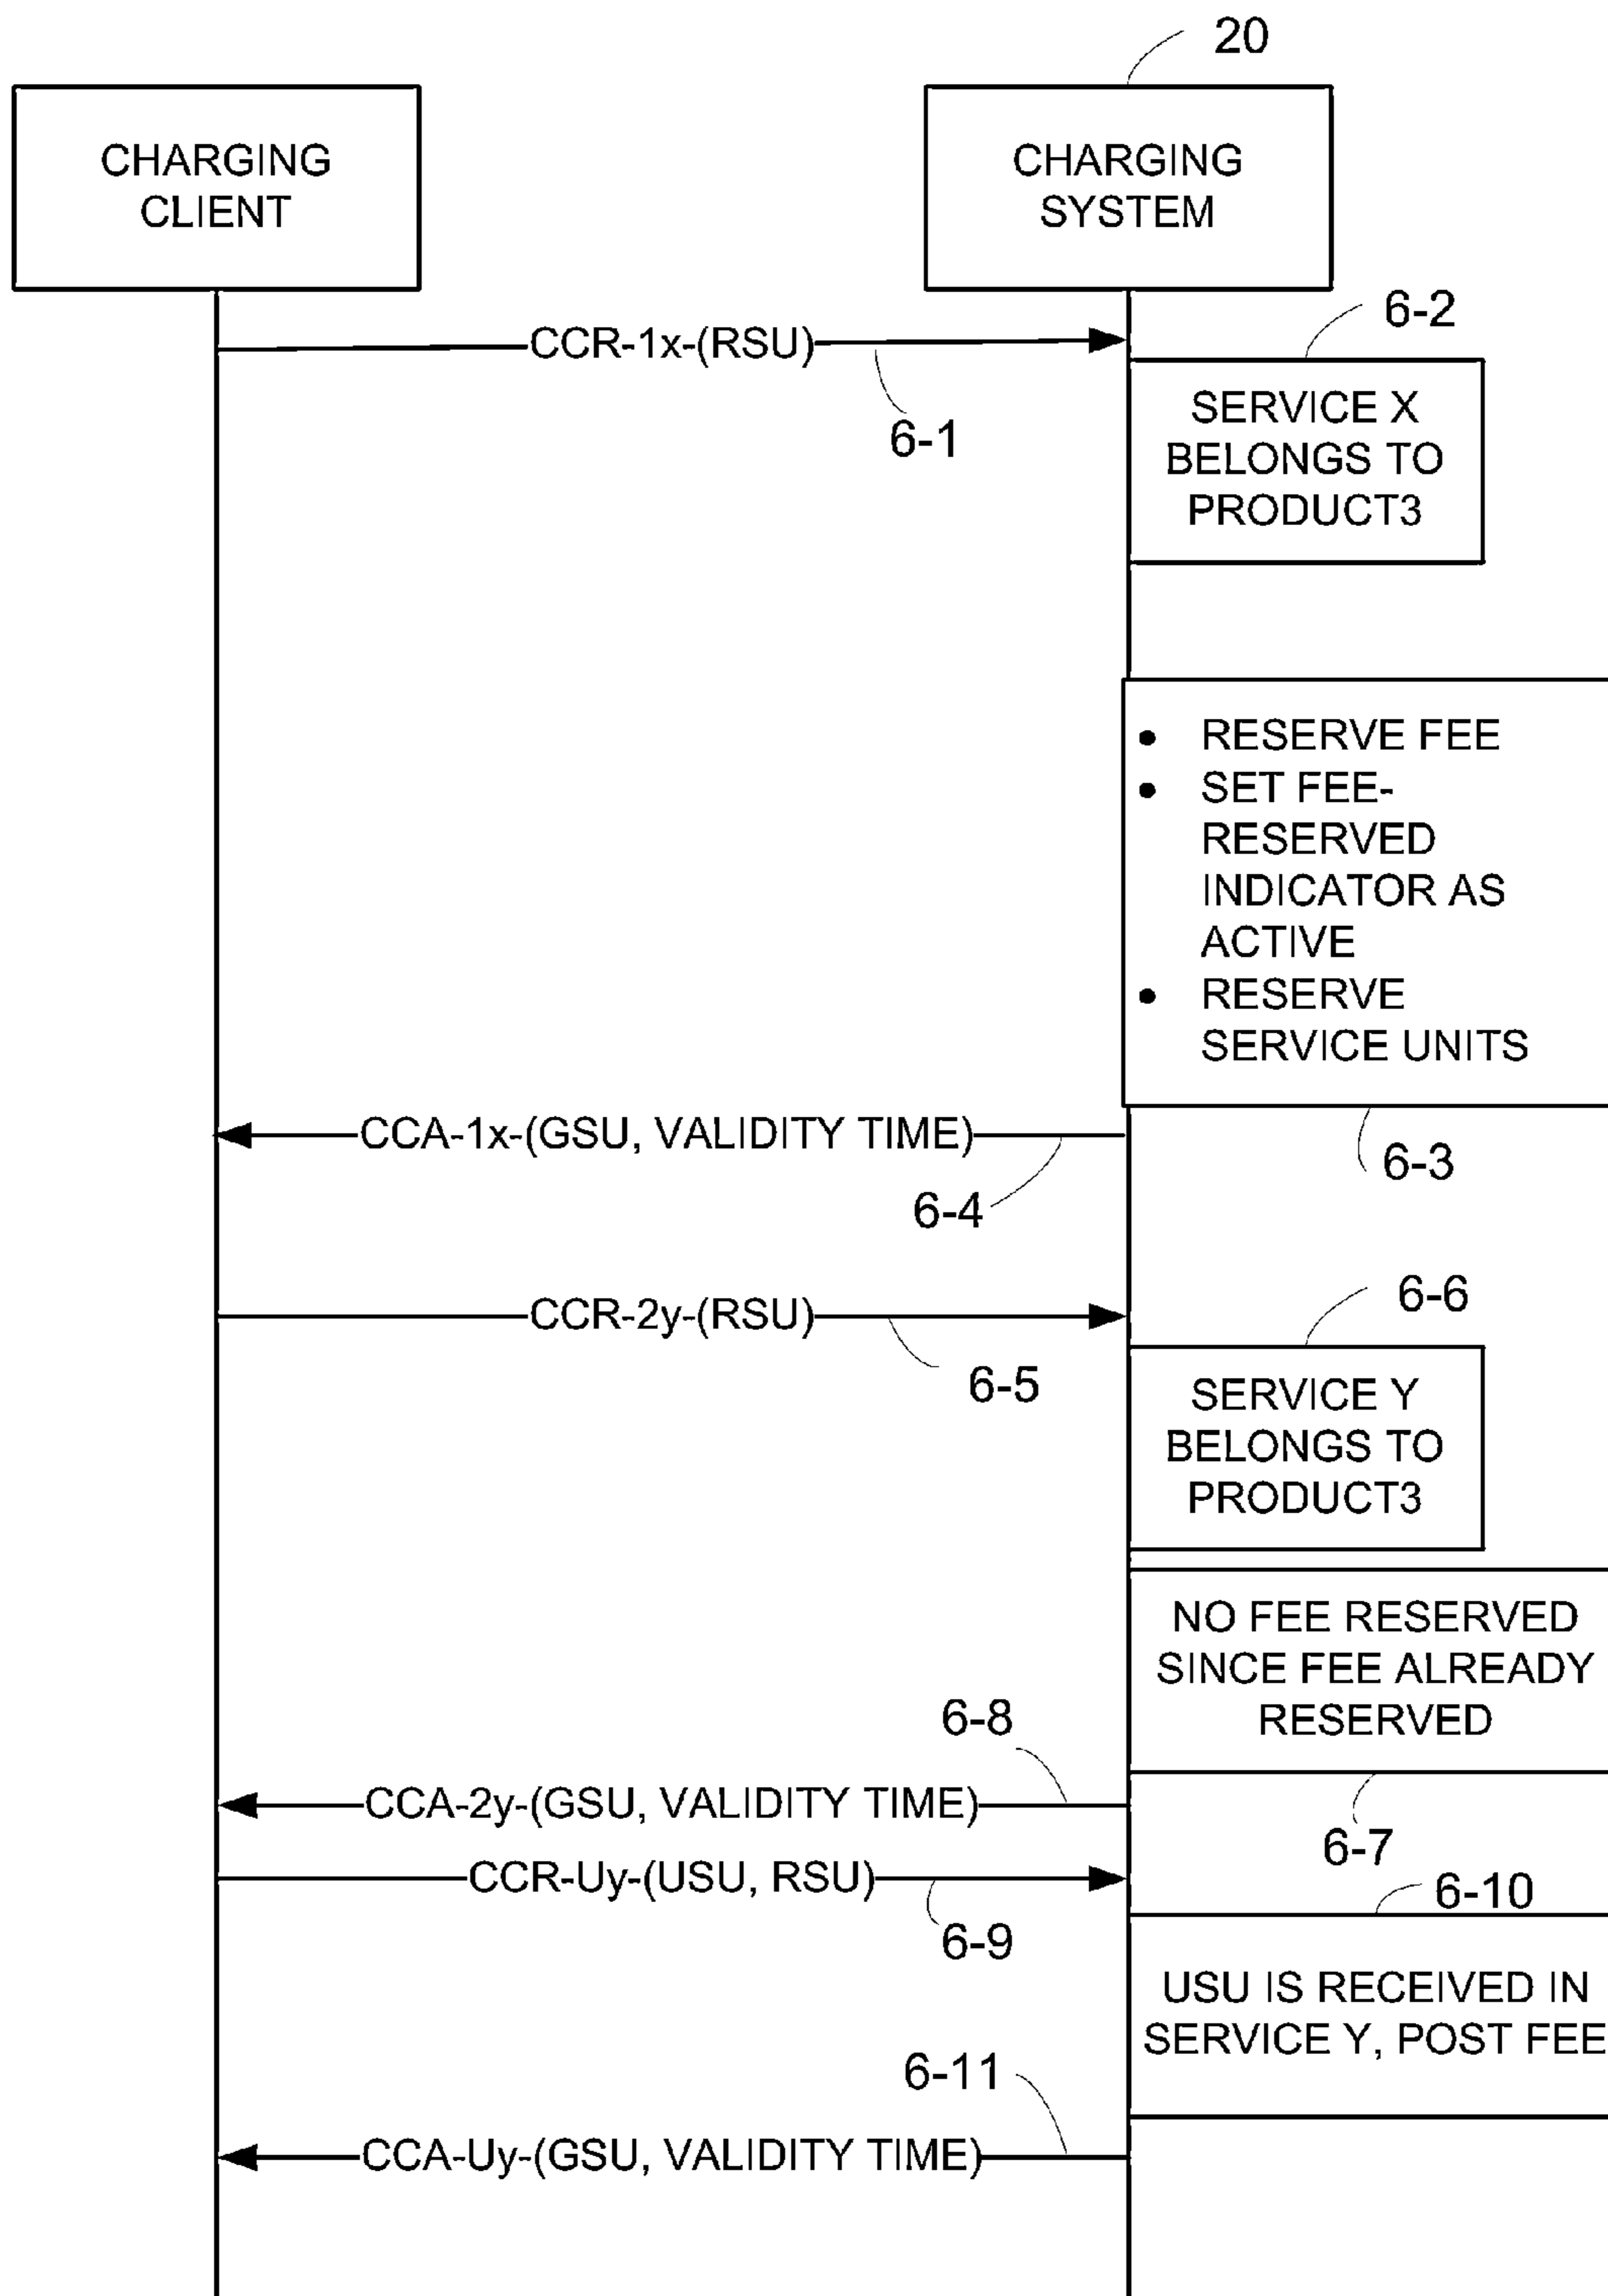 20
CHARGING
CLIENT
CHARGING
SYSTEM
CCR-1x-(RSU)
6-1
6-2
SERVICE X
BELONGS TO
PRODUCT3
• RESERVE FEE
• SET FEE-
RESERVED
INDICATOR AS
ACTIVE
• RESERVE
SERVICE UNITS
6-3
CCA-1x-(GSU, VALIDITY TIME)
6-4
CCR-2y-(RSU)
6-5
6-6
SERVICE Y
BELONGS TO
PRODUCT3
NO FEE RESERVED
SINCE FEE ALREADY
RESERVED
6-7
6-8
CCA-2y-(GSU, VALIDITY TIME)
CCR-Uy-(USU, RSU)
6-9
6-10
USU IS RECEIVED IN
SERVICE Y, POST FEE
6-11
CCA-Uy-(GSU, VALIDITY TIME)